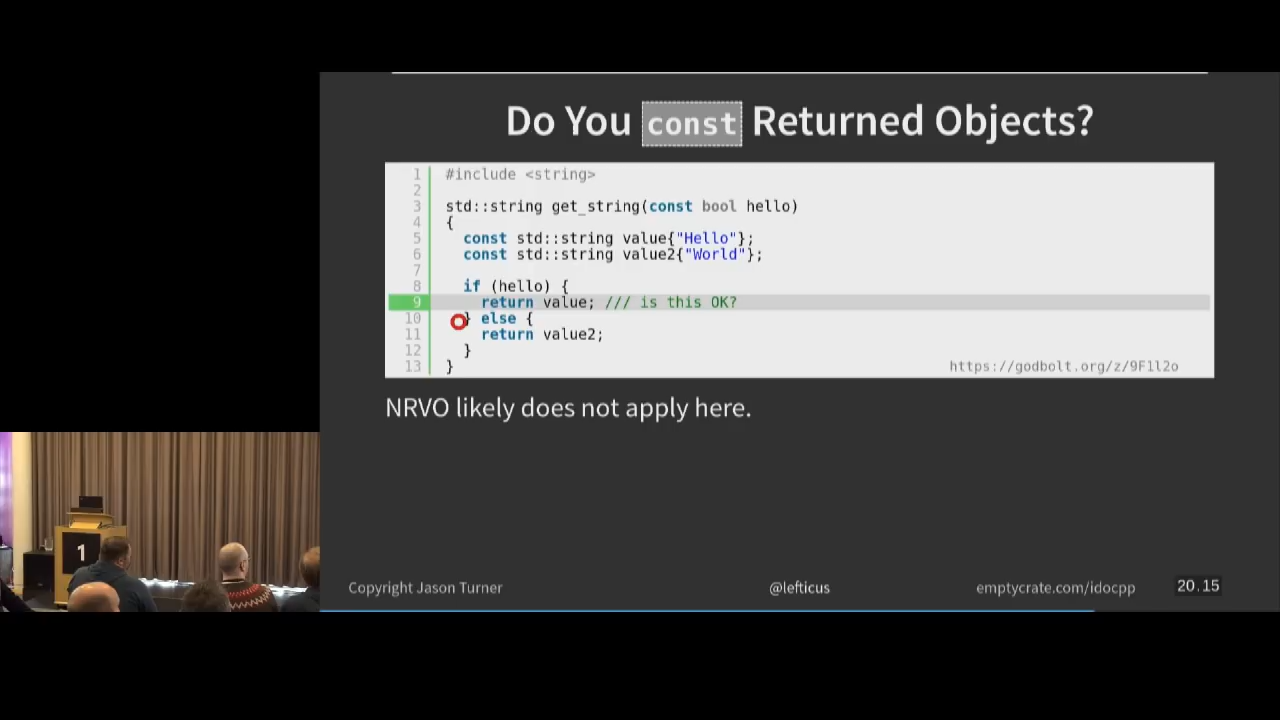 Do You const Returned Objects?
1 #include <string>
2
3 std::string get_string(const bool hello)
4 {
5 const std::string value{"Hello"};
6 const std::string value2{"World"};
7
8 if (hello) {
9 return value; /// is this OK?
10 } else {
11 return value2;
12 }
13 }
https://godbolt.org/z/9F1l2o
NRVO likely does not apply here.
1
Copyright Jason Turner
@lefticus
emptycrate.com/idocpp
20.15